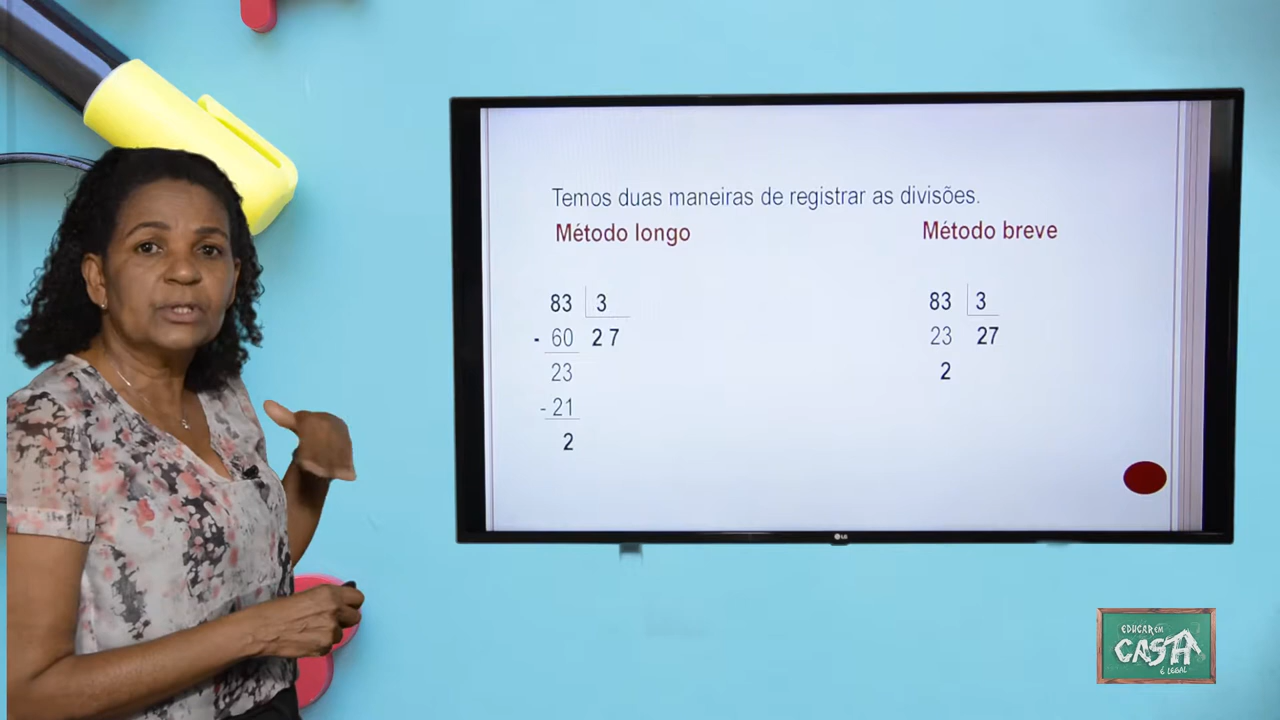 Temos duas maneiras de registrar as divisões.
Método longo
83 3
- 60 2 7
23
- 21
2
Método breve
83 3
23 27
2
LG
EDUCAR EM
CASA
É LEGAL